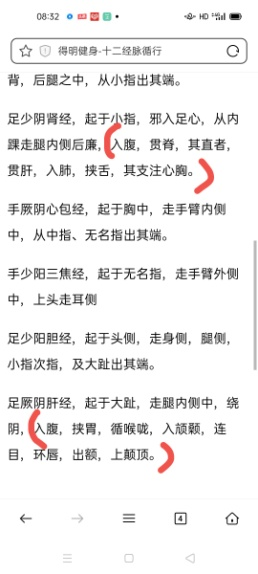 08:32
HD
得明健身-十二经脉循行
背，后腿之中，从小指出其端。
足少阴肾经，起于小指，邪入足心，从内
踝走腿内侧后廉，入腹，贯脊，其直者，
贯肝，入肺，挟舌，其支注心胸。
手厥阴心包经，起于胸中，走手臂内侧
中，从中指、无名指出其端。
手少阳三焦经，起于无名指，走手臂外侧
中，上头走耳侧
足少阳胆经，起于头侧，走身侧，腿侧，
小指次指，及大趾出其端。
足厥阴肝经，起于大趾，走腿内侧中，绕
阴，入腹，挟胃，循喉咙，入颃颡，连
目，环唇，出额，上颠顶。
4